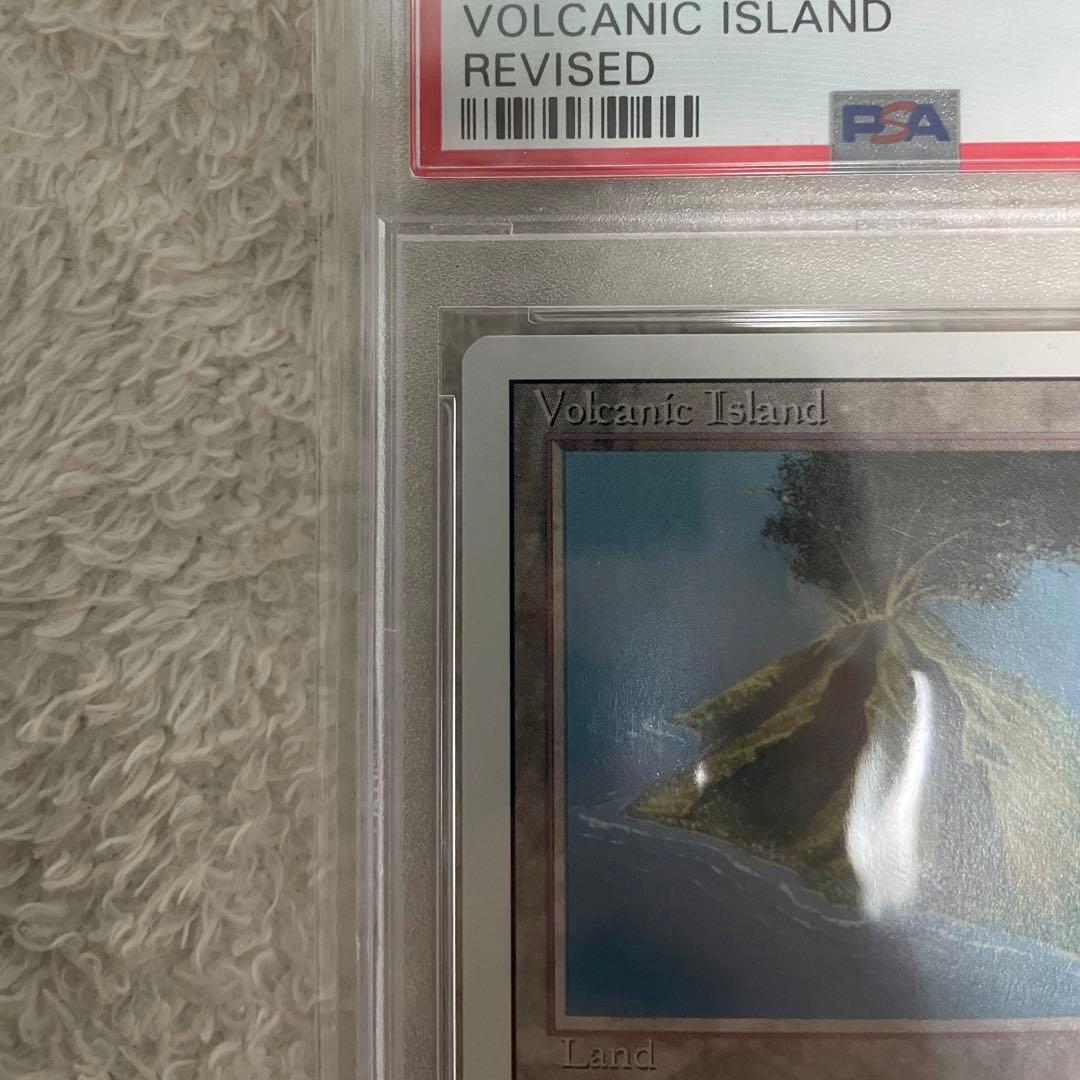 VOLCANIC ISLAND
REVISED
PSA
Volcanic Island
Land